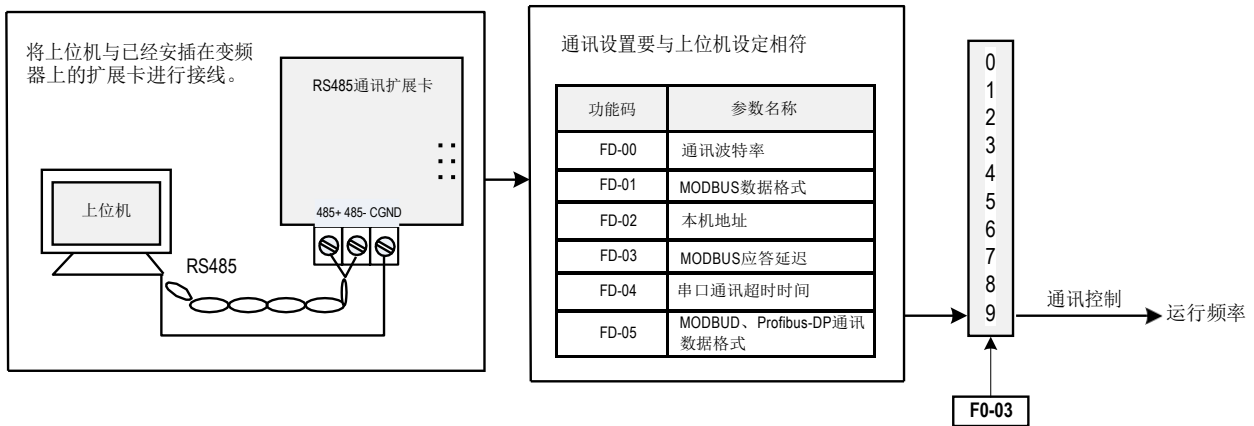 将上位机与已经安插在变频
器上的扩展卡进行接线。
RS485通讯扩展卡
485+ 485- CGND
上位机
RS485
通讯设置要与上位机设定相符
功能码 参数名称
FD-00 通讯波特率
FD-01 MODBUS数据格式
FD-02 本机地址
FD-03 MODBUS应答延迟
FD-04 串口通讯超时时间
FD-05 MODBUD、Profibus-DP通讯
数据格式
0
1
2
3
4
5
6
7
8
9
通讯控制
运行频率
F0-03